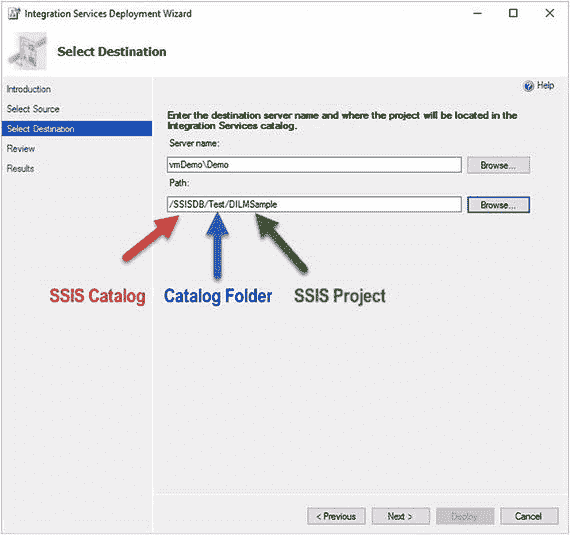 Integration Services Deployment Wizard
Select Destination
Help
Introduction
Select Source
Select Destination
Review
Results
Enter the destination server name and where the project will be located in the
Integration Services catalog.
Server name:
vmDemo\Demo
Browse...
Path:
/SSISDB/Test/DILMSample
Browse...
SSIS Catalog Catalog Folder SSIS Project
< Previous
Next >
Deploy
Cancel